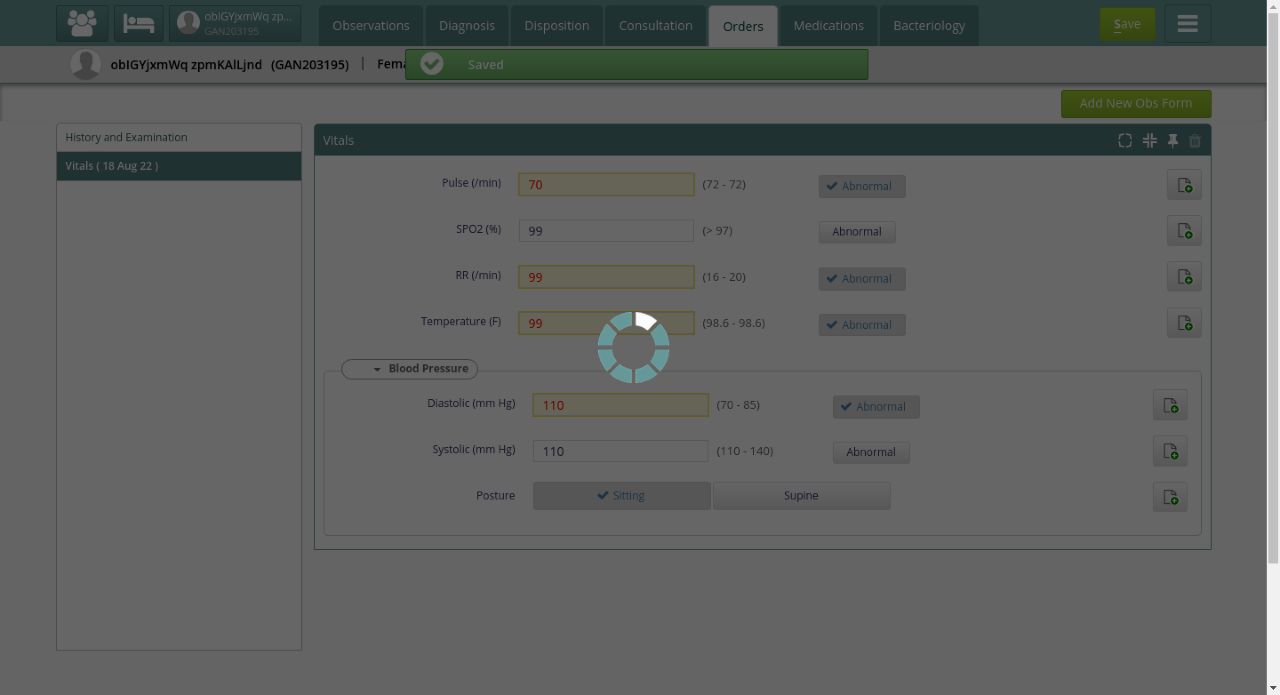 obIGYjxmWq zp...
GAN203195
Observations
Diagnosis
Disposition
Consultation
Orders
Medications
Bacteriology
Save
obIGYjxmWq zpmKAlLjnd (GAN203195) | Fema
Saved
Add New Obs Form
History and Examination
Vitals ( 18 Aug 22 )
Vitals
Pulse (/min) 70 (72 - 72) Abnormal
SPO2 (%) 99 (> 97) Abnormal
RR (/min) 99 (16 - 20) Abnormal
Temperature (F) 99 (98.6 - 98.6) Abnormal
Blood Pressure
Diastolic (mm Hg) 110 (70 - 85) Abnormal
Systolic (mm Hg) 110 (110 - 140) Abnormal
Posture Sitting Supine